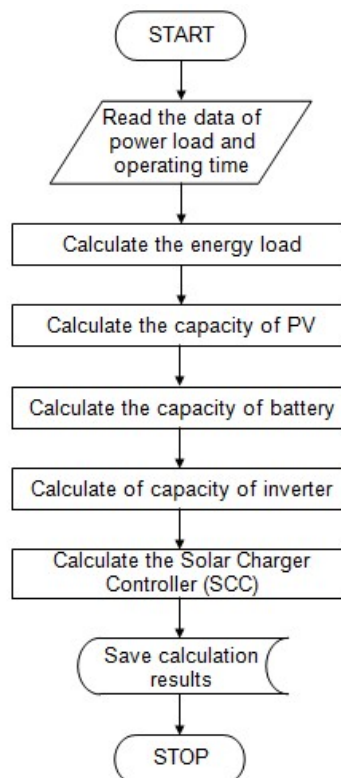 START
Read the data of
power load and
operating time
Calculate the energy load
Calculate the capacity of PV
Calculate the capacity of battery
Calculate of capacity of inverter
Calculate the Solar Charger
Controller (SCC)
Save calculation
results
STOP